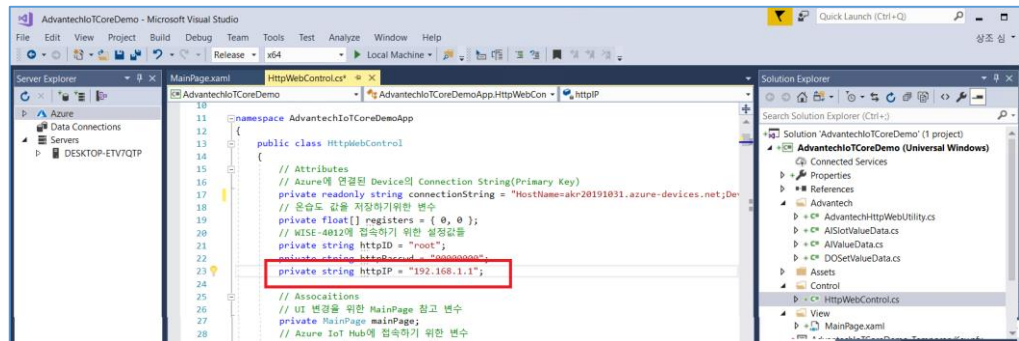 AdvantechIoTCoreDemo - Microsoft Visual Studio
Quick Launch (Ctrl+Q)
File Edit View Project Build Debug Team Tools Test Analyze Window Help
상조 심
Release x64 Local Machine
Server Explorer
Azure
Data Connections
Servers
DESKTOP-ETV7QTP
MainPage.xaml HttpWebControl.cs*
AdvantechIoTCoreDemo AdvantechIoTCoreDemoApp.HttpWebCon httpIP
10
11 namespace AdvantechIoTCoreDemoApp
12 {
13 public class HttpWebControl
14 {
15 // Attributes
16 // Azure에 연결된 Device의 Connection String(Primary Key)
17 private readonly string connectionString = "HostName=akr20191031.azure-devices.net;Dev
18 // 온습도 값을 저장하기위한 변수
19 private float[] registers = { 0, 0 };
20 // WISE-4012에 접속하기 위한 설정값들
21 private string httpID = "root";
22 private string httpPasswd = "00000000";
23 private string httpIP = "192.168.1.1";
24
25 // Assocaitions
26 // UI 변경을 위한 MainPage 참고 변수
27 private MainPage mainPage;
28 // Azure IoT Hub에 접속하기 위한 변수
Solution Explorer
Search Solution Explorer (Ctrl+;)
Solution 'AdvantechIoTCoreDemo' (1 project)
AdvantechIoTCoreDemo (Universal Windows)
Connected Services
Properties
References
Advantech
AdvantechHttpWebUtility.cs
AISlotValueData.cs
AIValueData.cs
DOSetValueData.cs
Assets
Control
HttpWebControl.cs
View
MainPage.xaml